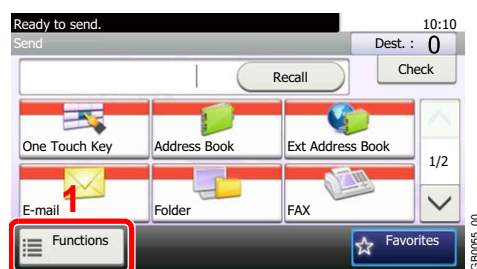 Ready to send.
10:10
Send
Dest. : 0
Recall
Check
One Touch Key
Address Book
Ext Address Book
1/2
E-mail
1
Folder
FAX
Functions
Favorites
GB0055_00